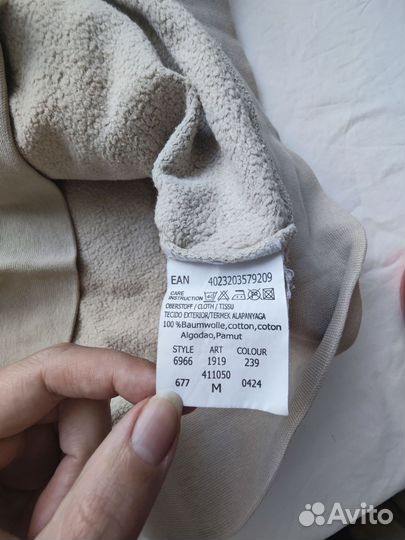 EAN 4023203579209
CARE INSTRUCTION
OBERSTOFF / CLOTH / TISSU
TECIDO EXTERIOR/TERMEK ALAPANYAGA
100 %Baumwolle,cotton,coton
Algodao,Pamut
STYLE ART COLOUR
6966 1919 239
411050
677 M 0424
Avito